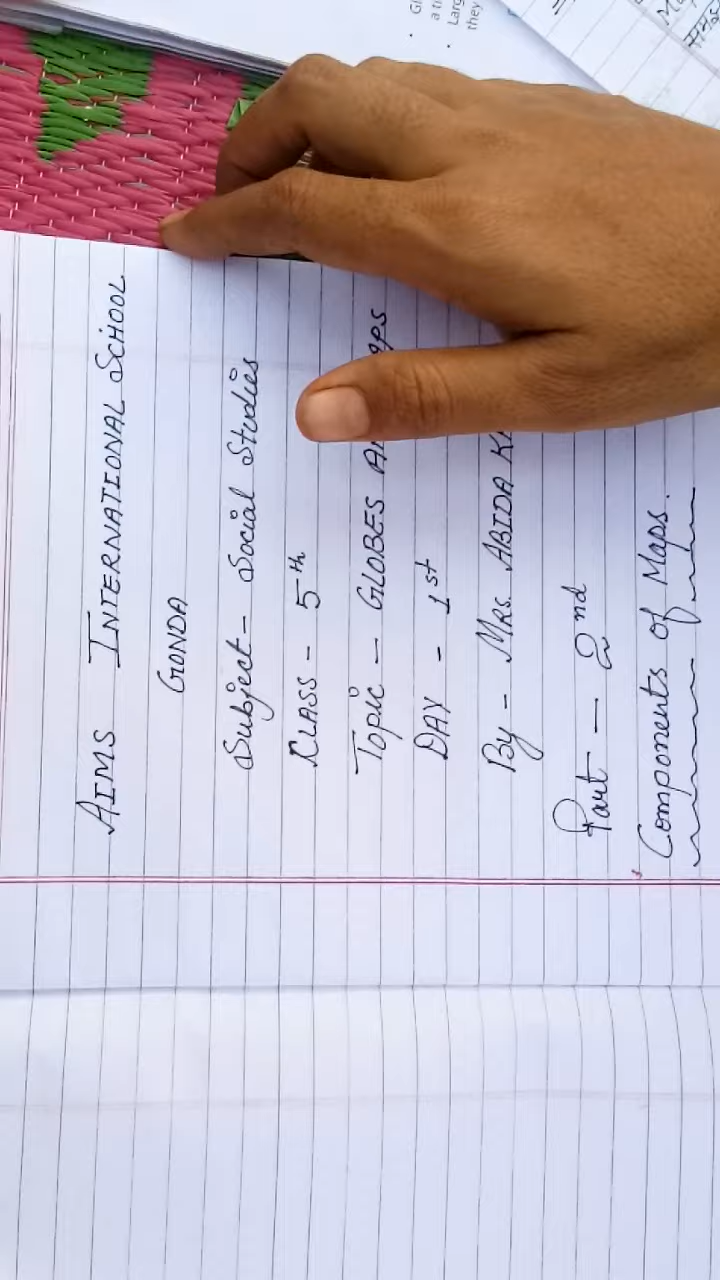 AIMS INTERNATIONAL SCHOOL
GONDA
Subject - Social Studies
CLASS - 5th
Topic - GLOBES
DAY - 1st
By - MRS. ABIDA
Part - 2nd
Components of Maps.